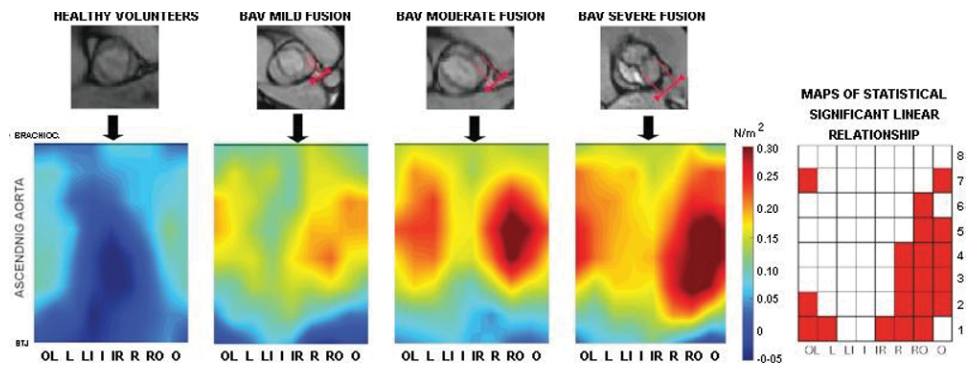 HEALTHY VOLUNTEERS BAV MILD FUSION BAV MODERATE FUSION BAV SEVERE FUSION
MAPS OF STATISTICAL
SIGNIFICANT LINEAR
RELATIONSHIP
BRACHIOC.
N/m2
0.30
0.25
0.20
0.15
0.10
0.05
0
-0.05
ASCENDNIG AORTA
STJ
8
7
6
5
4
3
2
1
OL L LI I IR R RO O
OL L LI I IR R RO O
OL L LI I IR R RO O
OL L LI I IR R RO O
OL L LI I IR R RO O